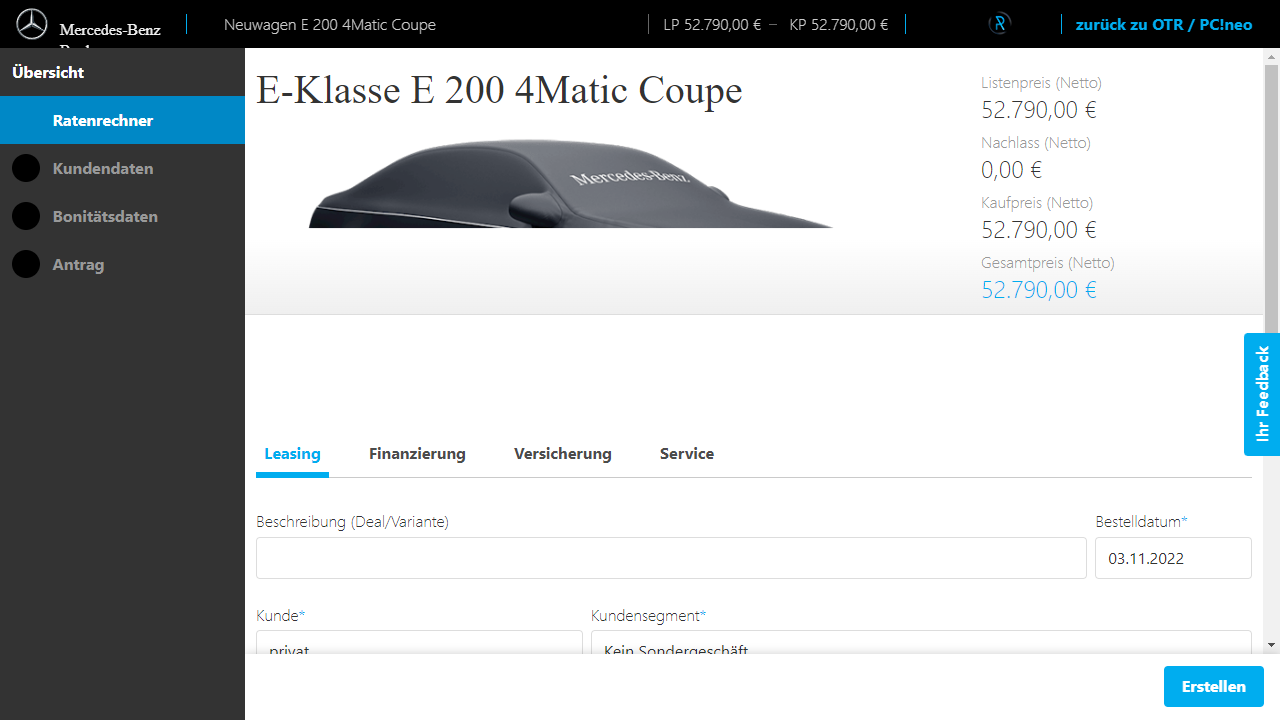 Mercedes-Benz
Neuwagen E 200 4Matic Coupe
LP 52.790,00 € – KP 52.790,00 €
zurück zu OTR / PC!neo
Übersicht
Ratenrechner
Kundendaten
Bonitätsdaten
Antrag
E-Klasse E 200 4Matic Coupe
Mercedes-Benz
Listenpreis (Netto)
52.790,00 €
Nachlass (Netto)
0,00 €
Kaufpreis (Netto)
52.790,00 €
Gesamtpreis (Netto)
52.790,00 €
Ihr Feedback
Leasing Finanzierung Versicherung Service
Beschreibung (Deal/Variante)
Bestelldatum*
03.11.2022
Kunde*
Kundensegment*
privat
Kein Sondergeschäft
Erstellen